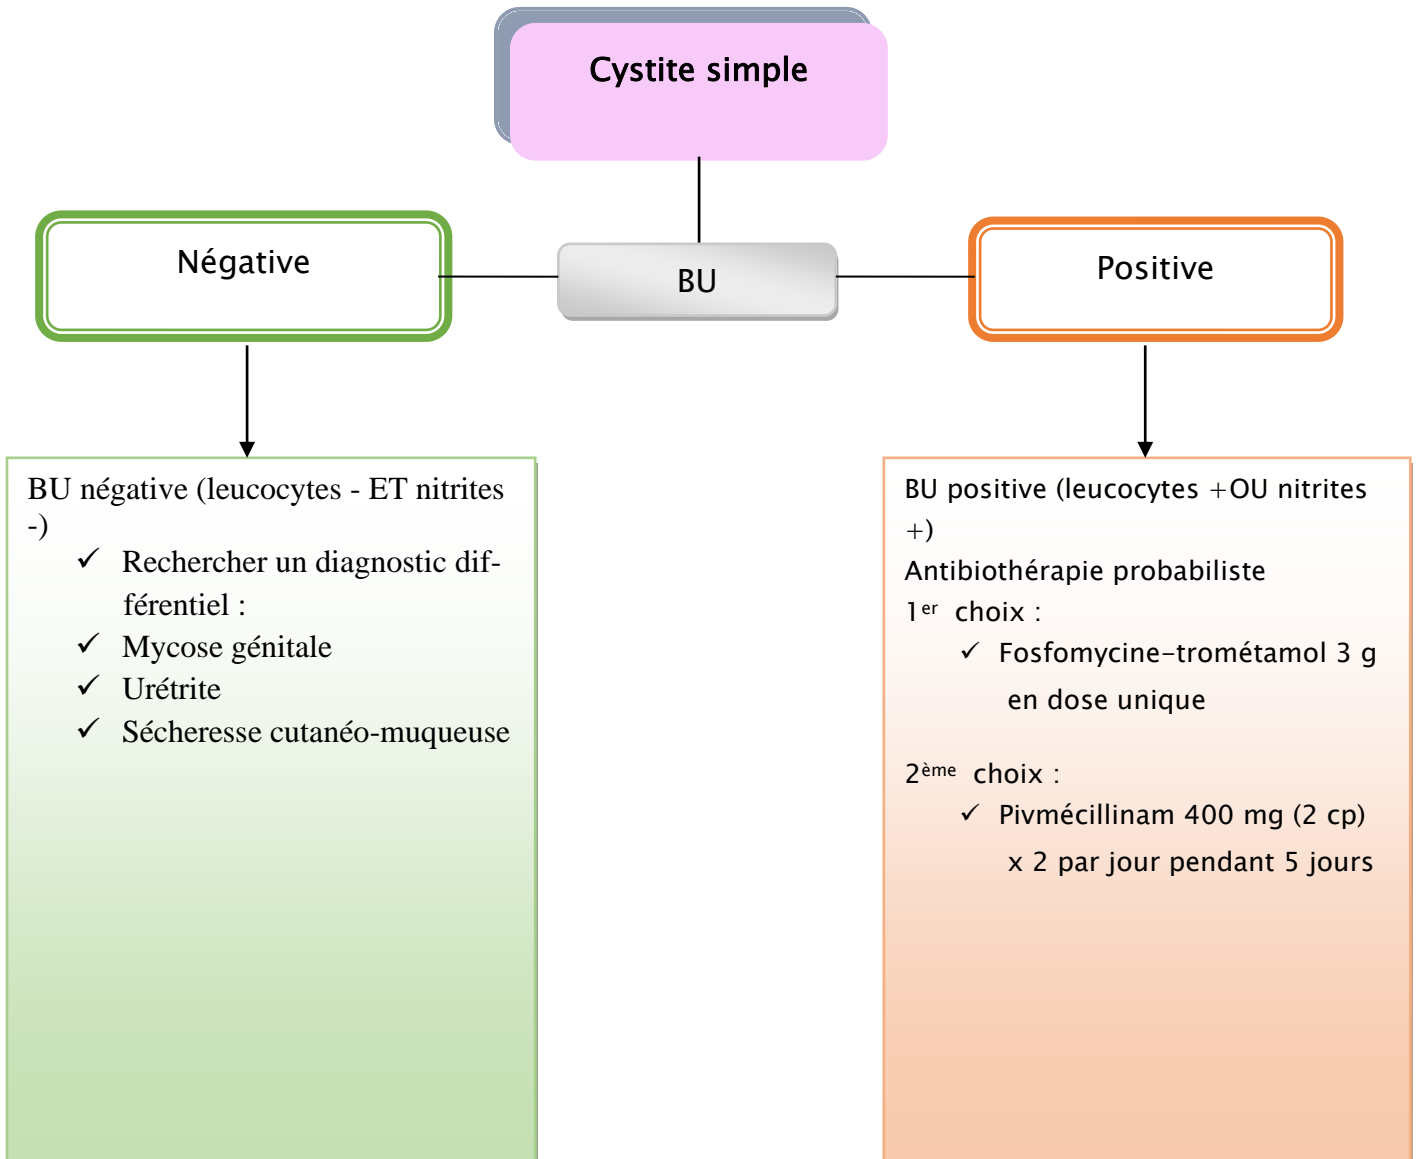 Cystite simple
Négative
BU
Positive
BU négative (leucocytes - ET nitrites
-)
✓ Rechercher un diagnostic dif-
férentiel :
✓ Mycose génitale
✓ Urétrite
✓ Sécheresse cutanéo-muqueuse
BU positive (leucocytes +OU nitrites
+)
Antibiothérapie probabiliste
1er choix :
✓ Fosfomycine-trométamol 3 g
en dose unique
2ème choix :
✓ Pivmécillinam 400 mg (2 cp)
x 2 par jour pendant 5 jours